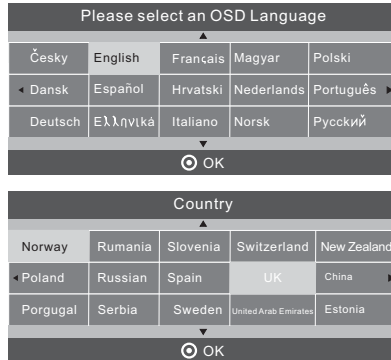 Please select an OSD Language
Česky English Français Magyar Polski
Dansk Español Hrvatski Nederlands Português
Deutsch Ελληνικά Italiano Norsk Русский
OK
Country
Norway Rumania Slovenia Switzerland New Zealand
Poland Russian Spain UK China
Porgugal Serbia Sweden United Arab Emirates Estonia
OK